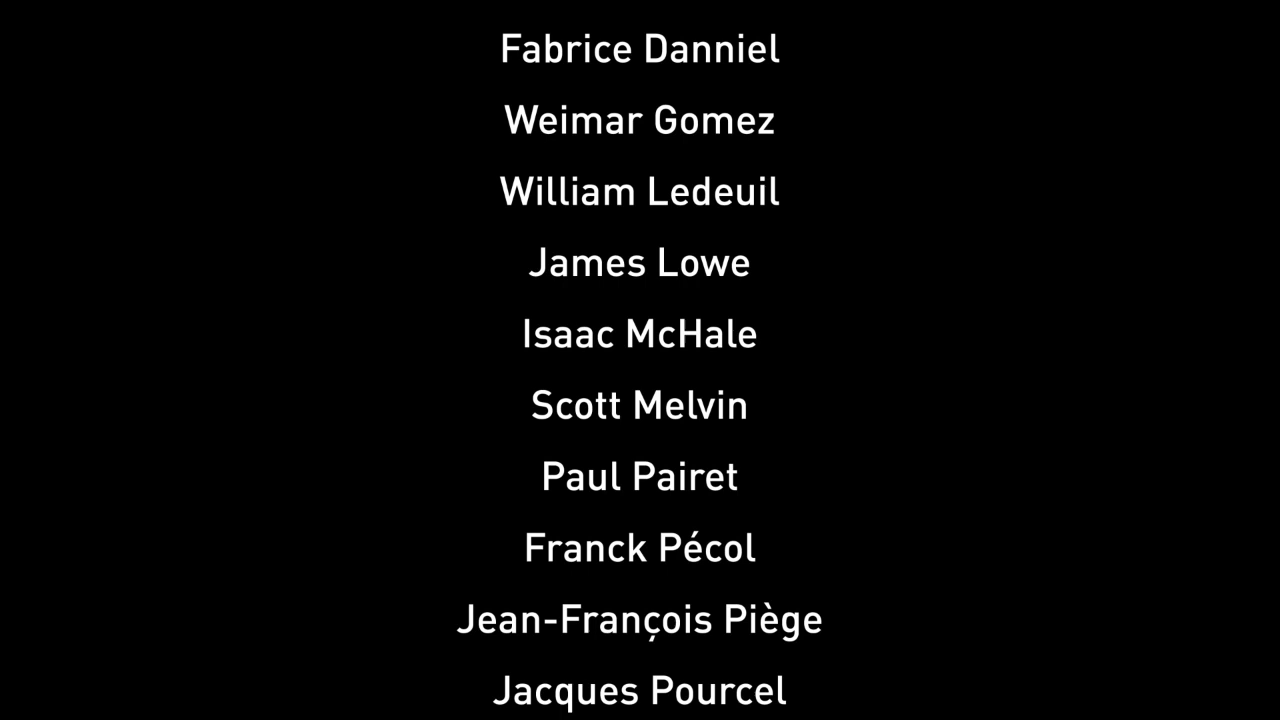 Fabrice Danniel
Weimar Gomez
William Ledeuil
James Lowe
Isaac McHale
Scott Melvin
Paul Pairet
Franck Pécol
Jean-François Piège
Jacques Pourcel